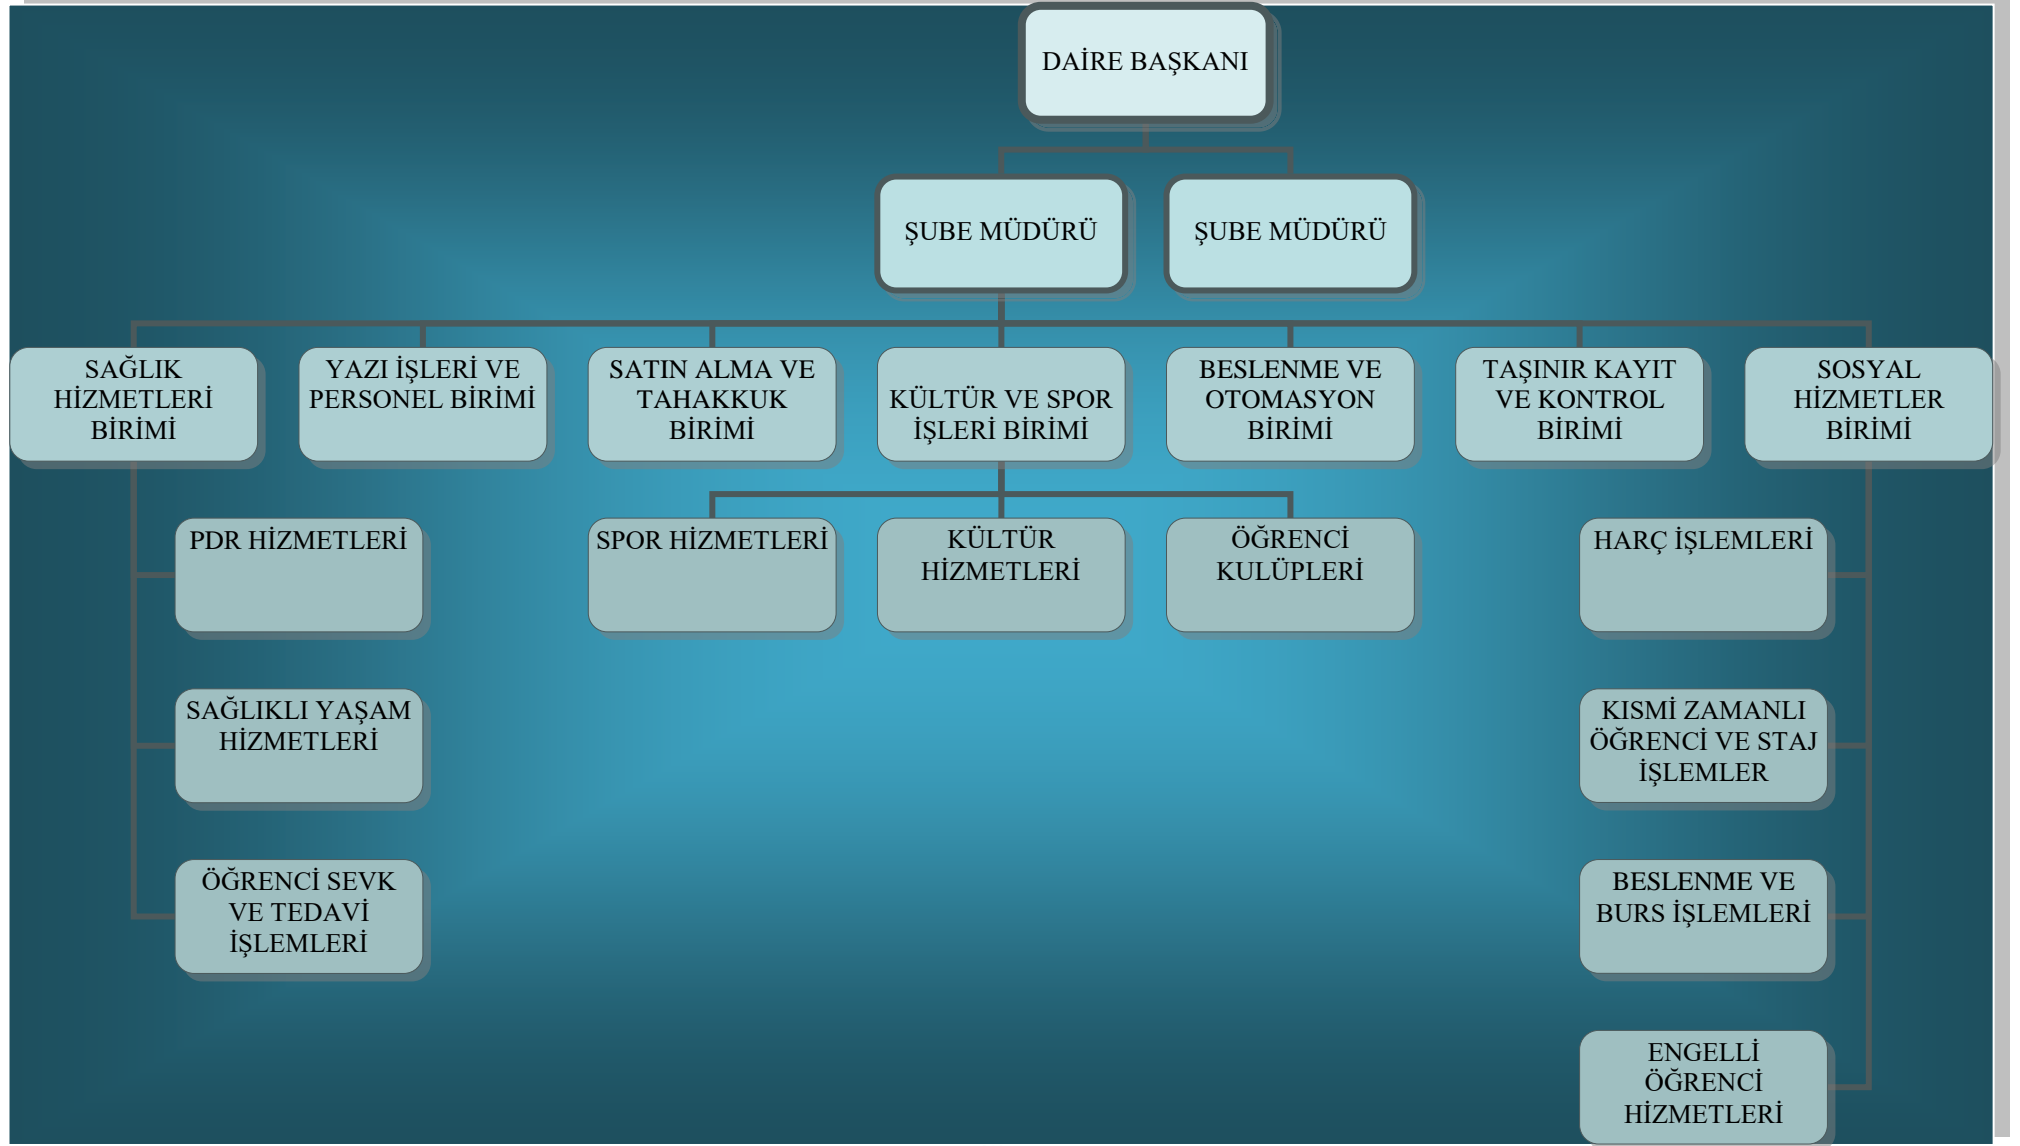 DAİRE BAŞKANI
ŞUBE MÜDÜRÜ
ŞUBE MÜDÜRÜ
SAĞLIK
HİZMETLERİ
BİRİMİ
YAZI İŞLERİ VE
PERSONEL BİRİMİ
SATIN ALMA VE
TAHAKKUK
BİRİMİ
KÜLTÜR VE SPOR
İŞLERİ BİRİMİ
BESLENME VE
OTOMASYON
BİRİMİ
TAŞINIR KAYIT
VE KONTROL
BİRİMİ
SOSYAL
HİZMETLER
BİRİMİ
PDR HİZMETLERİ
SPOR HİZMETLERİ
KÜLTÜR
HİZMETLERİ
ÖĞRENCİ
KULÜPLERİ
HARÇ İŞLEMLERİ
SAĞLIKLI YAŞAM
HİZMETLERİ
KISMİ ZAMANLI
ÖĞRENCİ VE STAJ
İŞLEMLER
ÖĞRENCİ SEVK
VE TEDAVİ
İŞLEMLERİ
BESLENME VE
BURS İŞLEMLERİ
ENGELLİ
ÖĞRENCİ
HİZMETLERİ